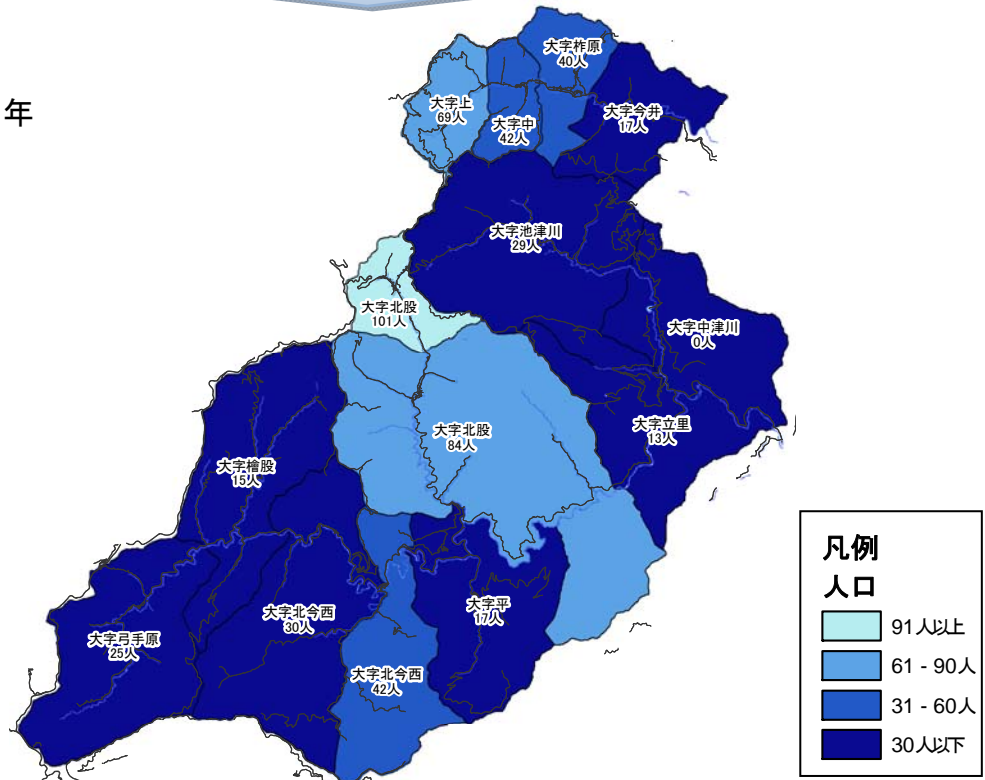 年
大字柞原
40人
大字上
69人
大字中
42人
大字今井
17人
大字池津川
29人
大字北股
101人
大字中津川
0人
大字北股
84人
大字立里
13人
大字檜股
15人
大字平
17人
大字北今西
30人
大字弓手原
25人
大字北今西
42人
凡例
人口
91人以上
61 - 90人
31 - 60人
30人以下